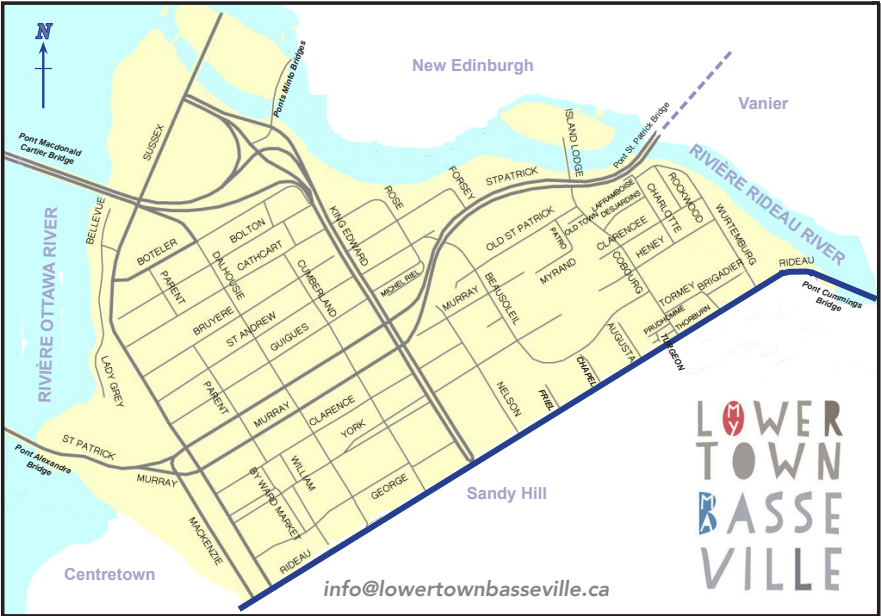 N
New Edinburgh
Vanier
Ponts Minto Bridges
Pont Macdonald
Cartier Bridge
SUSSEX
ISLAND LODGE
Pont St. Patrick Bridge
RIVIÈRE RIDEAU RIVER
RIVIÈRE OTTAWA RIVER
BELLEVUE
BOTELER
BOLTON
CATHCART
DALHOUSIE
PARENT
BRUYERE
ST ANDREW
GUIGUES
CUMBERLAND
KING EDWARD
ROSE
FORSEY
STPATRICK
MICHEL RIEL
OLD ST PATRICK
MURRAY
BEAUSOLEIL
MYRAND
PATRO
OLD TOWN
LAFRAMBOISE
DESJARDINS
CLARENCEE
CHARLOTTE
ROCKWOOD
WURTEMBURG
HENEY
COBOURG
TORMEY
BRIGADIER
PRUDHOMME
THORBURN
RIDEAU
Pont Cummings
Bridge
AUGUSTA
TURGEON
CHAPEL
FRIEL
NELSON
LADY GREY
PARENT
MURRAY
CLARENCE
YORK
ST PATRICK
Pont Alexandra
Bridge
MURRAY
MACKENZIE
BY WARD MARKET
WILLIAM
GEORGE
RIDEAU
Sandy Hill
Centretown
info@lowertownbasseville.ca
MY
LOWER
TOWN
MA
BASSE
VILLE